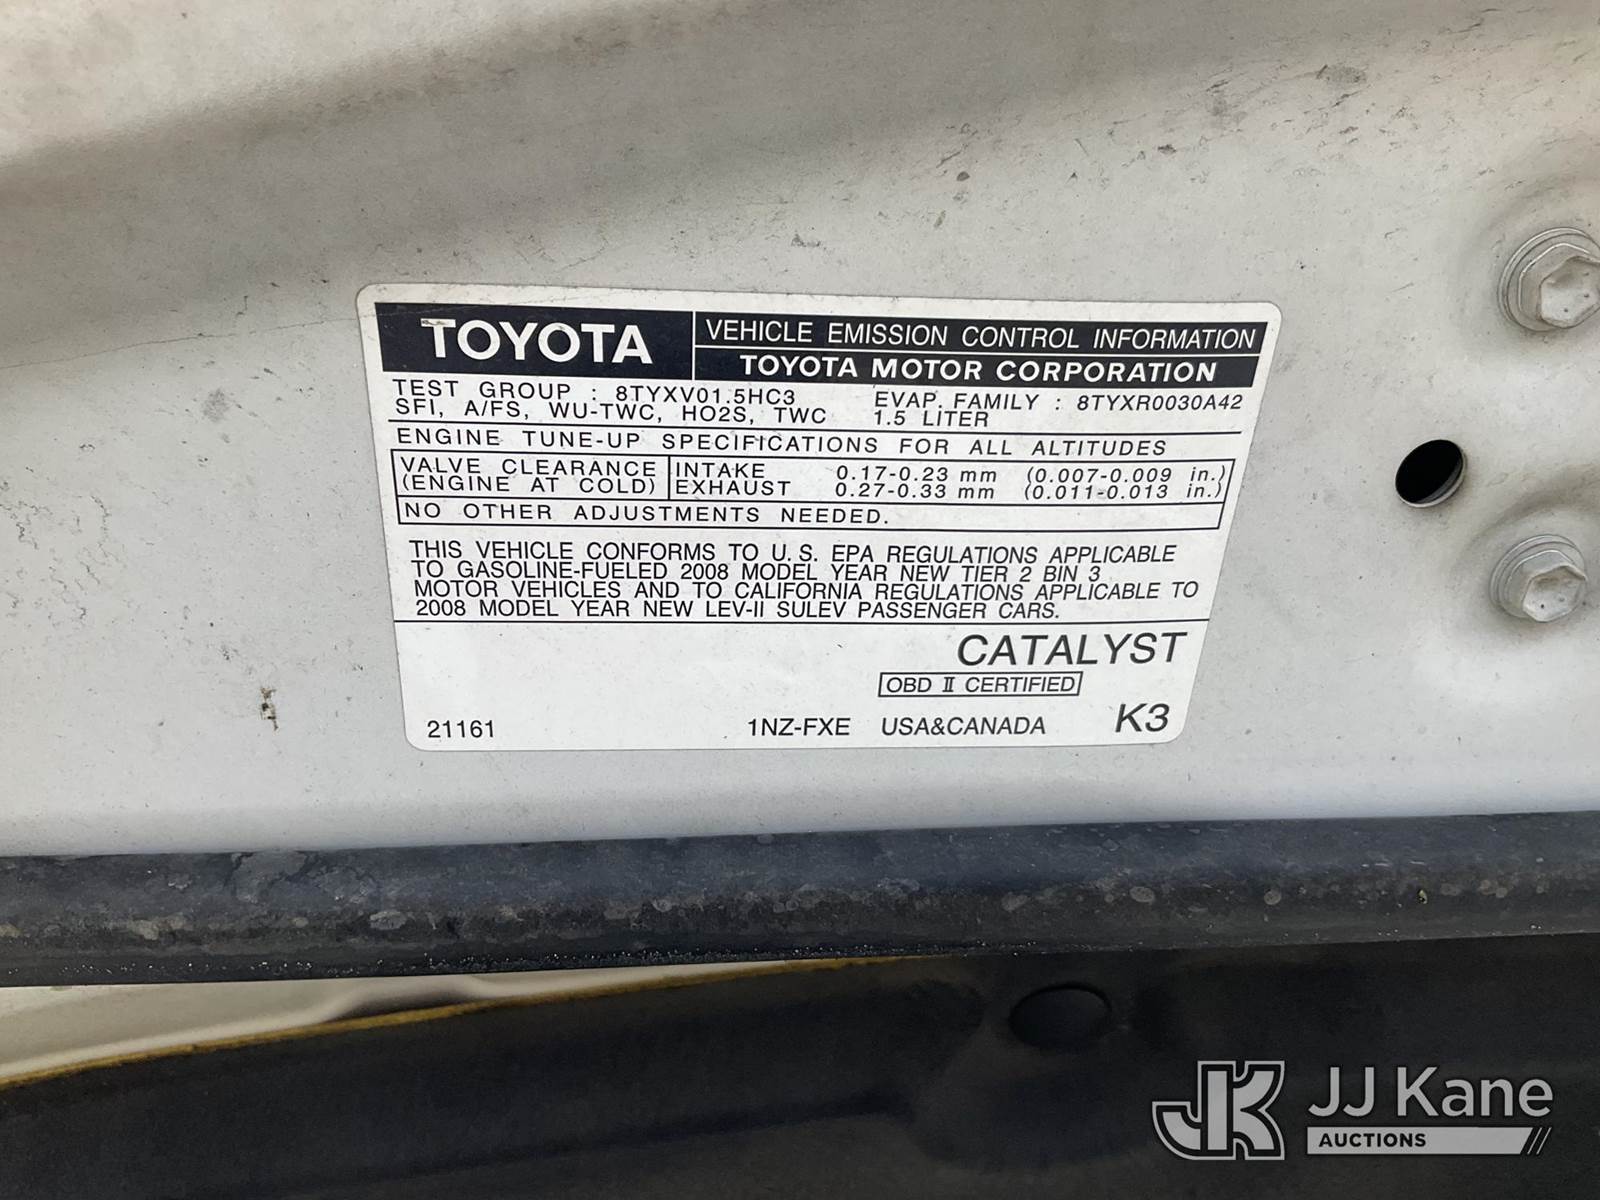 TOYOTA
VEHICLE EMISSION CONTROL INFORMATION
TOYOTA MOTOR CORPORATION
TEST GROUP : 8TYXV01.5HC3 EVAP. FAMILY : 8TYXR0030A42
SFI, A/FS, WU-TWC, HO2S, TWC 1.5 LITER
ENGINE TUNE-UP SPECIFICATIONS FOR ALL ALTITUDES
VALVE CLEARANCE INTAKE 0.17-0.23 mm (0.007-0.009 in.)
(ENGINE AT COLD) EXHAUST 0.27-0.33 mm (0.011-0.013 in.)
NO OTHER ADJUSTMENTS NEEDED.
THIS VEHICLE CONFORMS TO U.S. EPA REGULATIONS APPLICABLE
TO GASOLINE-FUELED 2008 MODEL YEAR NEW TIER 2 BIN 3
MOTOR VEHICLES AND TO CALIFORNIA REGULATIONS APPLICABLE TO
2008 MODEL YEAR NEW LEV-II SULEV PASSENGER CARS.
CATALYST
OBD II CERTIFIED
21161 1NZ-FXE USA&CANADA K3
JK JJ Kane
AUCTIONS